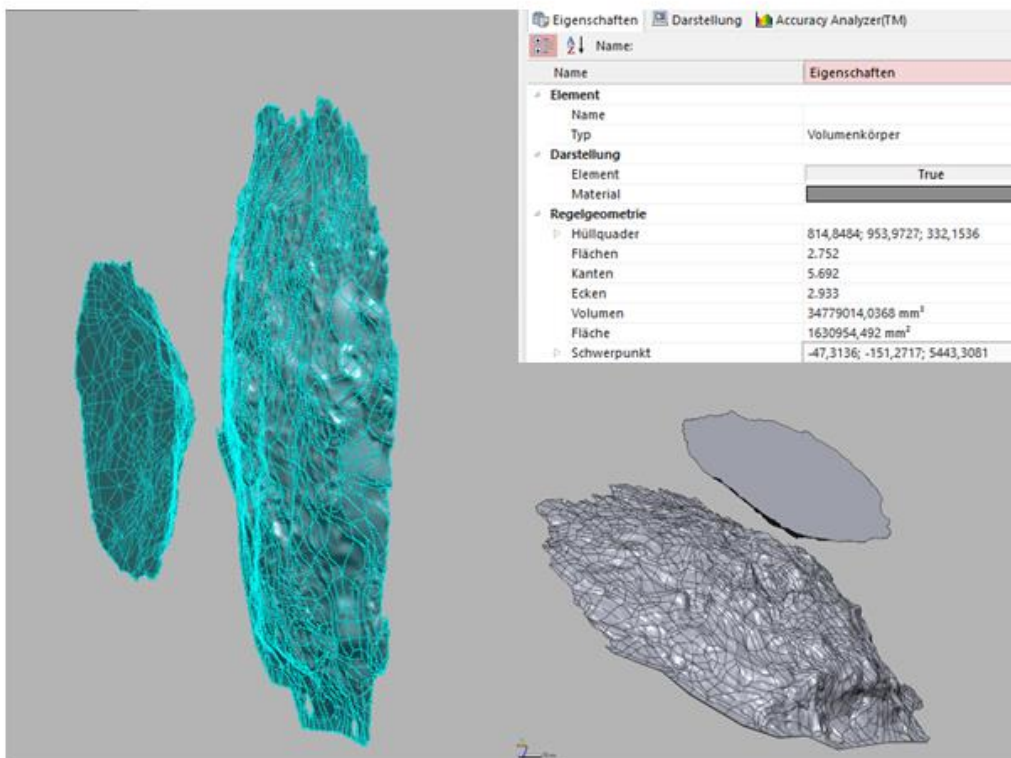 Eigenschaften Darstellung Accuracy Analyzer(TM)
Name:
Name Eigenschaften
Element
Name
Typ Volumenkörper
Darstellung
Element True
Material
Regelgeometrie
Hüllquader 814,8484; 953,9727; 332,1536
Flächen 2.752
Kanten 5.692
Ecken 2.933
Volumen 34779014,0368 mm³
Fläche 1630954,492 mm²
Schwerpunkt -47,3136; -151,2717; 5443,3081